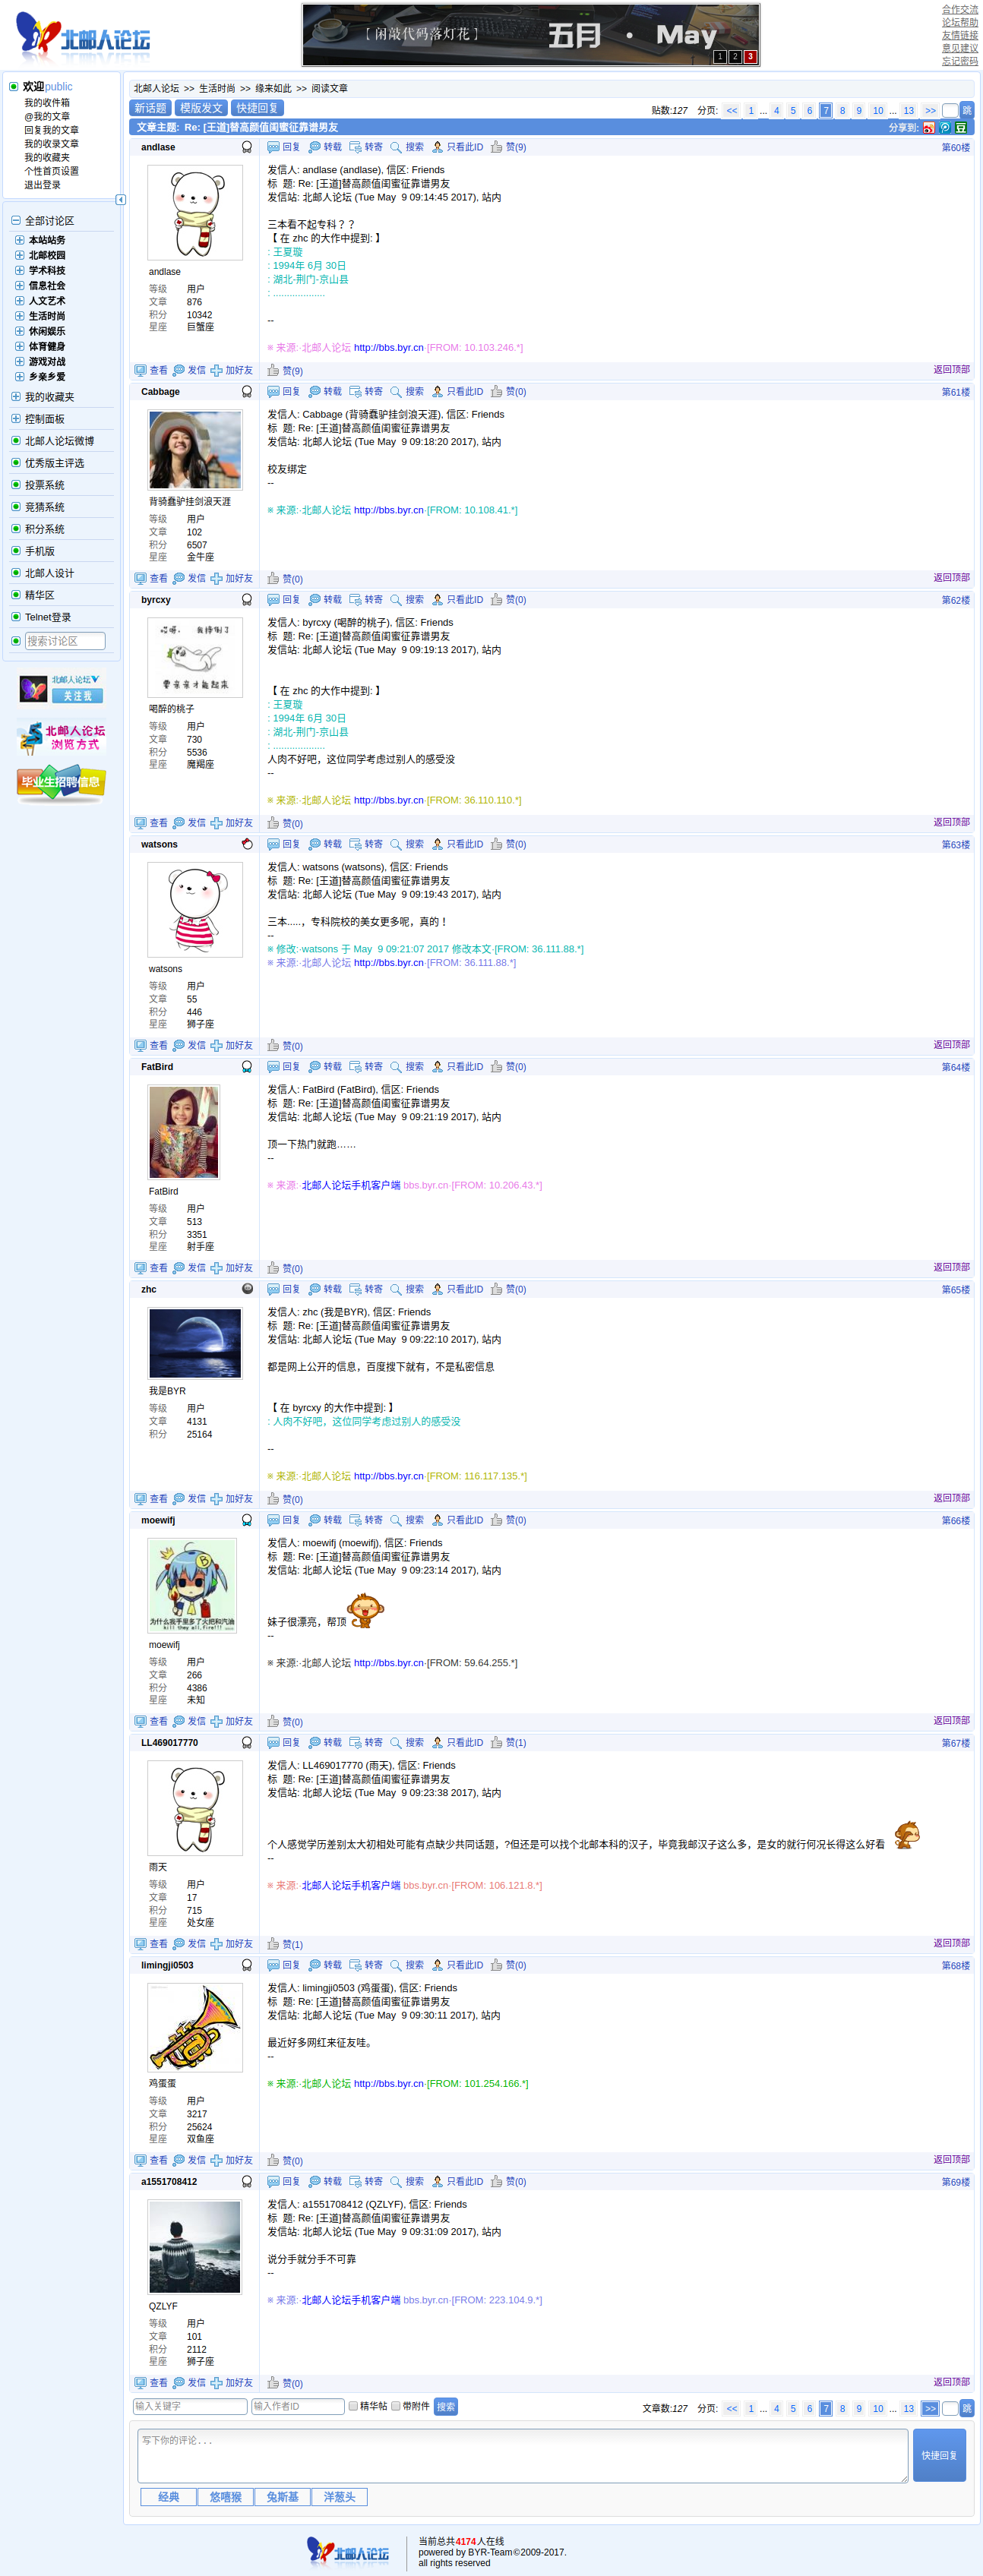 北邮人论坛
【 闲敲代码落灯花 】
五月 · May
1 2 3
合作交流
论坛帮助
友情链接
意见建议
忘记密码
欢迎public
我的收件箱
@我的文章
回复我的文章
我的收录文章
我的收藏夹
个性首页设置
退出登录
全部讨论区
本站站务
北邮校园
学术科技
信息社会
人文艺术
生活时尚
休闲娱乐
体育健身
游戏对战
乡亲乡爱
我的收藏夹
控制面板
北邮人论坛微博
优秀版主评选
投票系统
竞猜系统
积分系统
手机版
北邮人设计
精华区
Telnet登录
搜索讨论区
北邮人论坛
关注我
北邮人论坛
浏览方式
毕业生招聘信息
北邮人论坛 >> 生活时尚 >> 缘来如此 >> 阅读文章
新话题 模版发文 快捷回复
贴数:127 分页: << 1 ... 4 5 6 7 8 9 10 ... 13 >> 跳
文章主题: Re: [王道]替高颜值闺蜜征靠谱男友
分享到:
andlase
回复 转载 转寄 搜索 只看此ID 赞(9)
第60楼
andlase
等级 用户
文章 876
积分 10342
星座 巨蟹座
发信人: andlase (andlase), 信区: Friends
标 题: Re: [王道]替高颜值闺蜜征靠谱男友
发信站: 北邮人论坛 (Tue May 9 09:14:45 2017), 站内
三本看不起专科？？
【 在 zhc 的大作中提到: 】
: 王夏璇
: 1994年 6月 30日
: 湖北-荆门-京山县
: ...................
--
※ 来源:·北邮人论坛 http://bbs.byr.cn·[FROM: 10.103.246.*]
查看 发信 加好友 赞(9)
返回顶部
Cabbage
回复 转载 转寄 搜索 只看此ID 赞(0)
第61楼
背骑蠢驴挂剑浪天涯
等级 用户
文章 102
积分 6507
星座 金牛座
发信人: Cabbage (背骑蠢驴挂剑浪天涯), 信区: Friends
标 题: Re: [王道]替高颜值闺蜜征靠谱男友
发信站: 北邮人论坛 (Tue May 9 09:18:20 2017), 站内
校友绑定
--
※ 来源:·北邮人论坛 http://bbs.byr.cn·[FROM: 10.108.41.*]
查看 发信 加好友 赞(0)
返回顶部
byrcxy
回复 转载 转寄 搜索 只看此ID 赞(0)
第62楼
哎呀， 我摔倒了
要亲亲才能起来
喝醉的桃子
等级 用户
文章 730
积分 5536
星座 魔羯座
发信人: byrcxy (喝醉的桃子), 信区: Friends
标 题: Re: [王道]替高颜值闺蜜征靠谱男友
发信站: 北邮人论坛 (Tue May 9 09:19:13 2017), 站内
【 在 zhc 的大作中提到: 】
: 王夏璇
: 1994年 6月 30日
: 湖北-荆门-京山县
: ...................
人肉不好吧，这位同学考虑过别人的感受没
--
※ 来源:·北邮人论坛 http://bbs.byr.cn·[FROM: 36.110.110.*]
查看 发信 加好友 赞(0)
返回顶部
watsons
回复 转载 转寄 搜索 只看此ID 赞(0)
第63楼
watsons
等级 用户
文章 55
积分 446
星座 狮子座
发信人: watsons (watsons), 信区: Friends
标 题: Re: [王道]替高颜值闺蜜征靠谱男友
发信站: 北邮人论坛 (Tue May 9 09:19:43 2017), 站内
三本.....，专科院校的美女更多呢，真的！
--
※ 修改:·watsons 于 May 9 09:21:07 2017 修改本文·[FROM: 36.111.88.*]
※ 来源:·北邮人论坛 http://bbs.byr.cn·[FROM: 36.111.88.*]
查看 发信 加好友 赞(0)
返回顶部
FatBird
回复 转载 转寄 搜索 只看此ID 赞(0)
第64楼
FatBird
等级 用户
文章 513
积分 3351
星座 射手座
发信人: FatBird (FatBird), 信区: Friends
标 题: Re: [王道]替高颜值闺蜜征靠谱男友
发信站: 北邮人论坛 (Tue May 9 09:21:19 2017), 站内
顶一下热门就跑……
--
※ 来源:·北邮人论坛手机客户端 bbs.byr.cn·[FROM: 10.206.43.*]
查看 发信 加好友 赞(0)
返回顶部
zhc
回复 转载 转寄 搜索 只看此ID 赞(0)
第65楼
我是BYR
等级 用户
文章 4131
积分 25164
发信人: zhc (我是BYR), 信区: Friends
标 题: Re: [王道]替高颜值闺蜜征靠谱男友
发信站: 北邮人论坛 (Tue May 9 09:22:10 2017), 站内
都是网上公开的信息，百度搜下就有，不是私密信息
【 在 byrcxy 的大作中提到: 】
: 人肉不好吧，这位同学考虑过别人的感受没
--
※ 来源:·北邮人论坛 http://bbs.byr.cn·[FROM: 116.117.135.*]
查看 发信 加好友 赞(0)
返回顶部
moewifj
回复 转载 转寄 搜索 只看此ID 赞(0)
第66楼
为什么我手里多了火把和汽油
kill they all,fire!!!
moewifj
等级 用户
文章 266
积分 4386
星座 未知
发信人: moewifj (moewifj), 信区: Friends
标 题: Re: [王道]替高颜值闺蜜征靠谱男友
发信站: 北邮人论坛 (Tue May 9 09:23:14 2017), 站内
妹子很漂亮，帮顶
--
※ 来源:·北邮人论坛 http://bbs.byr.cn·[FROM: 59.64.255.*]
查看 发信 加好友 赞(0)
返回顶部
LL469017770
回复 转载 转寄 搜索 只看此ID 赞(1)
第67楼
雨天
等级 用户
文章 17
积分 715
星座 处女座
发信人: LL469017770 (雨天), 信区: Friends
标 题: Re: [王道]替高颜值闺蜜征靠谱男友
发信站: 北邮人论坛 (Tue May 9 09:23:38 2017), 站内
个人感觉学历差别太大初相处可能有点缺少共同话题，?但还是可以找个北邮本科的汉子，毕竟我邮汉子这么多，是女的就行何况长得这么好看
--
※ 来源:·北邮人论坛手机客户端 bbs.byr.cn·[FROM: 106.121.8.*]
查看 发信 加好友 赞(1)
返回顶部
limingji0503
回复 转载 转寄 搜索 只看此ID 赞(0)
第68楼
鸡蛋蛋
等级 用户
文章 3217
积分 25624
星座 双鱼座
发信人: limingji0503 (鸡蛋蛋), 信区: Friends
标 题: Re: [王道]替高颜值闺蜜征靠谱男友
发信站: 北邮人论坛 (Tue May 9 09:30:11 2017), 站内
最近好多网红来征友哇。
--
※ 来源:·北邮人论坛 http://bbs.byr.cn·[FROM: 101.254.166.*]
查看 发信 加好友 赞(0)
返回顶部
a1551708412
回复 转载 转寄 搜索 只看此ID 赞(0)
第69楼
QZLYF
等级 用户
文章 101
积分 2112
星座 狮子座
发信人: a1551708412 (QZLYF), 信区: Friends
标 题: Re: [王道]替高颜值闺蜜征靠谱男友
发信站: 北邮人论坛 (Tue May 9 09:31:09 2017), 站内
说分手就分手不可靠
--
※ 来源:·北邮人论坛手机客户端 bbs.byr.cn·[FROM: 223.104.9.*]
查看 发信 加好友 赞(0)
返回顶部
输入关键字 输入作者ID 精华帖 带附件 搜索
文章数:127 分页: << 1 ... 4 5 6 7 8 9 10 ... 13 >> 跳
写下你的评论...
快捷回复
经典 悠嘻猴 兔斯基 洋葱头
北邮人论坛
当前总共4174人在线
powered by BYR-Team©2009-2017.
all rights reserved